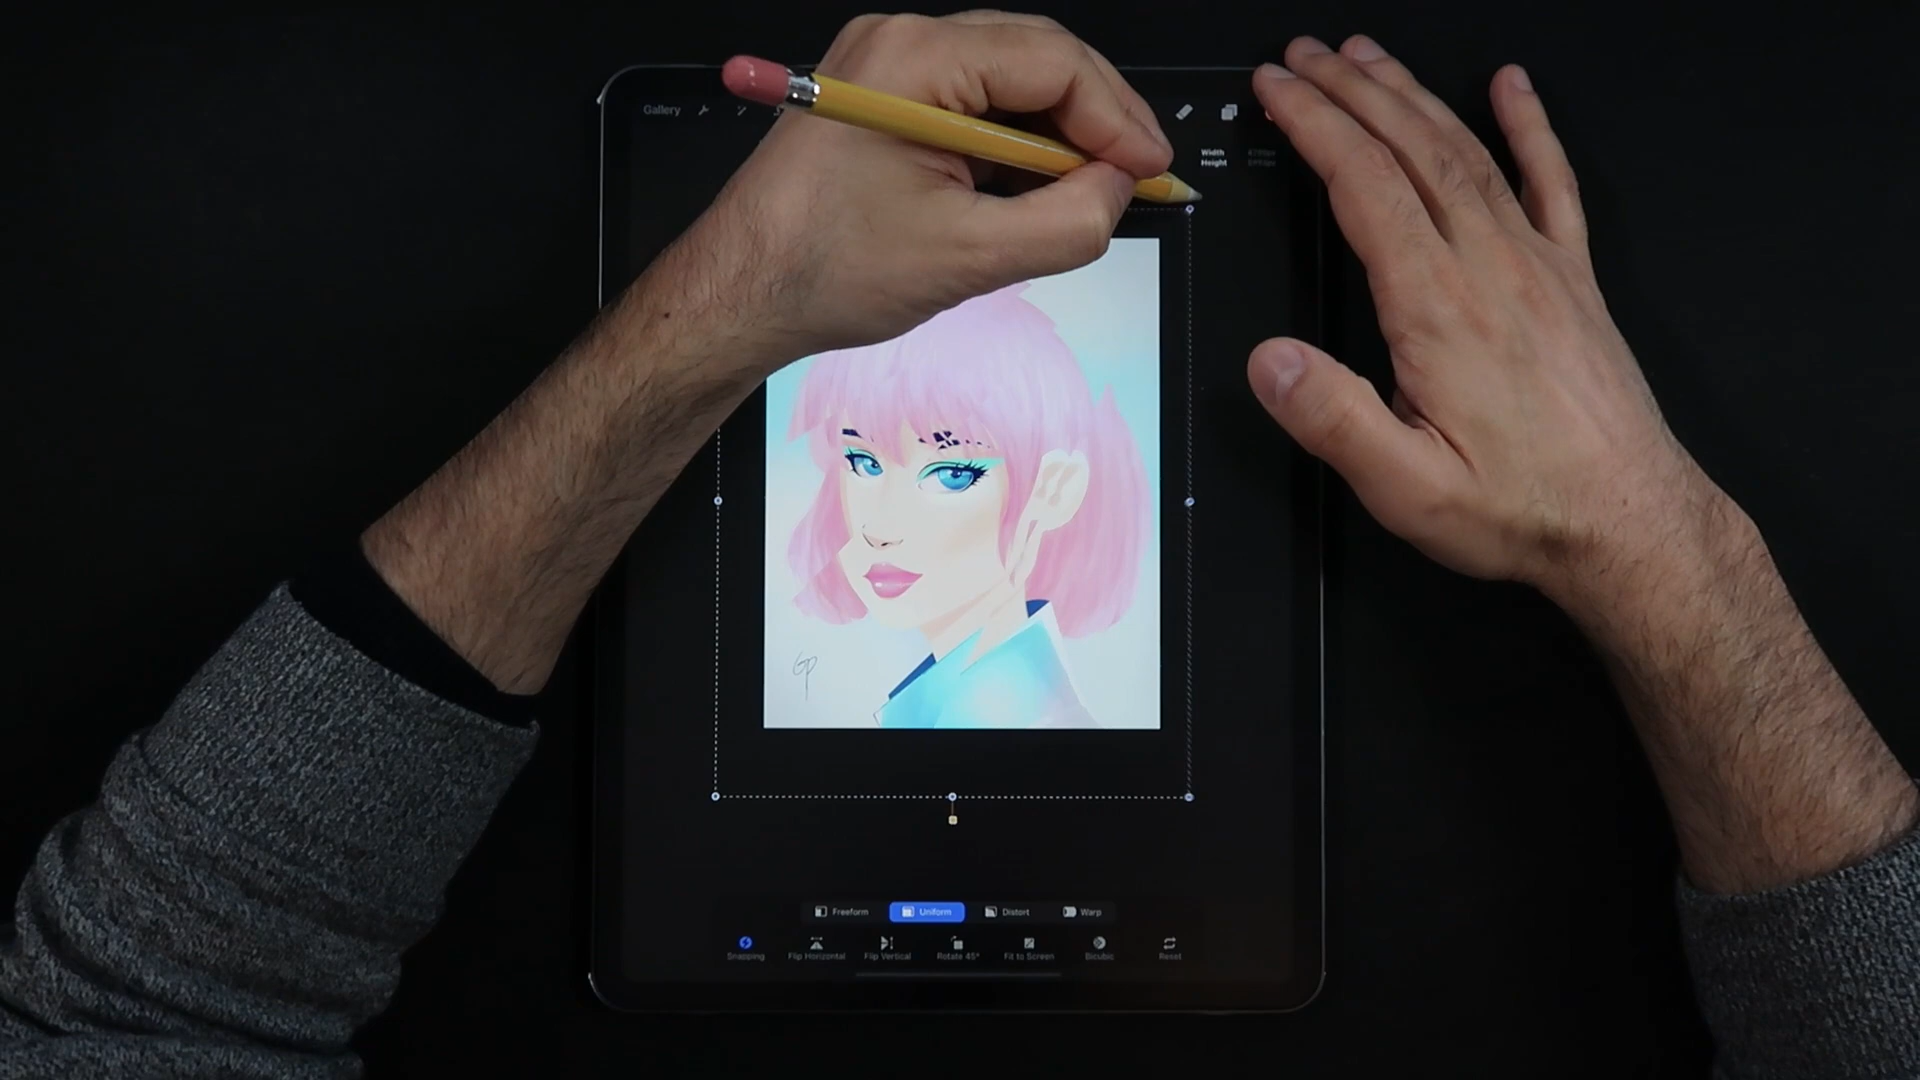 Gallery
Width
Height
GP
Freeform
Uniform
Distort
Warp
Snapping
Flip Horizontal
Flip Vertical
Rotate 45°
Fit to Screen
Bicubic
Reset